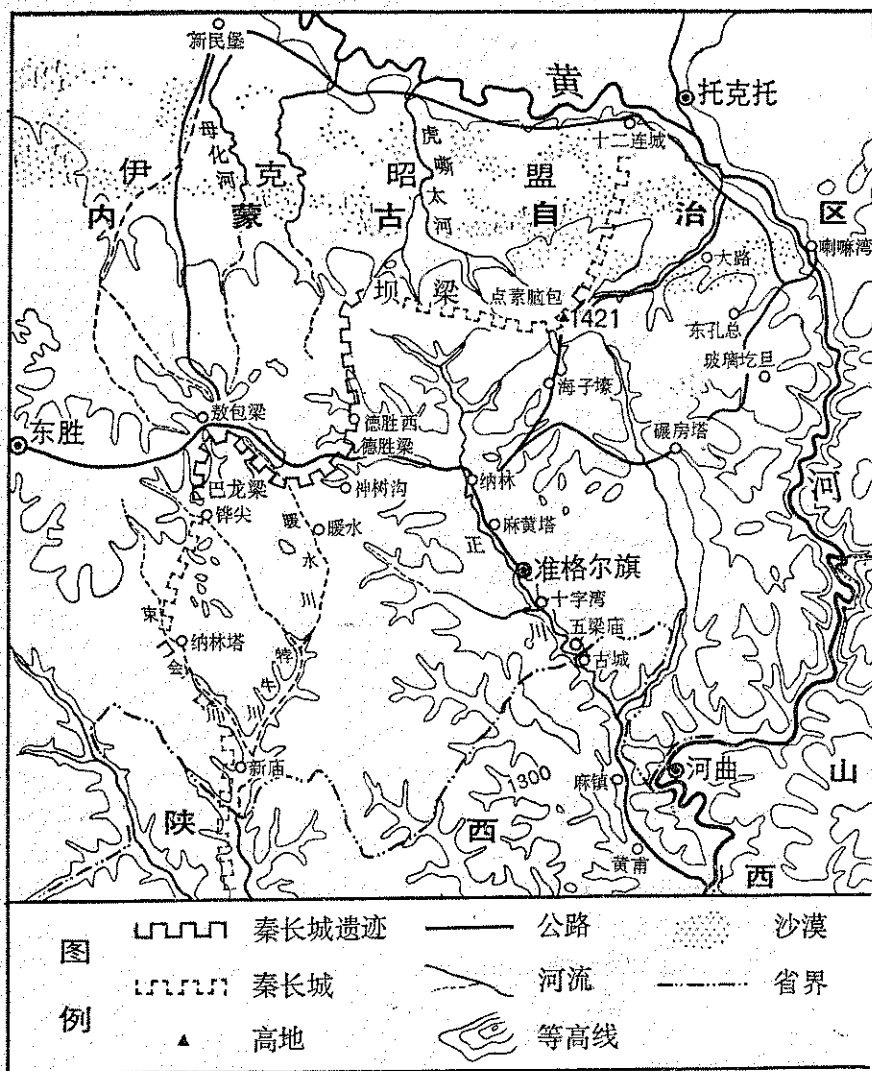 新民堡
黄
托克托
十二连城
母化河
虎嘶太河
伊克昭盟
内蒙古自治区
喇嘛湾
大路
坝梁
点素脑包
1421
东孔总
玻璃圪旦
海子壕
敖包梁
东胜
德胜西
德胜梁
碾房塔
河
巴龙梁
神树沟
纳林
铧尖
暖水川
暖水
麻黄塔
正川
准格尔旗
十字湾
束会川
纳林塔
五梁庙
古城
牸牛川
新庙
1300
麻镇
河曲
山
陕西
黄甫
西
图例
秦长城遗迹
公路
沙漠
秦长城
河流
省界
高地
等高线